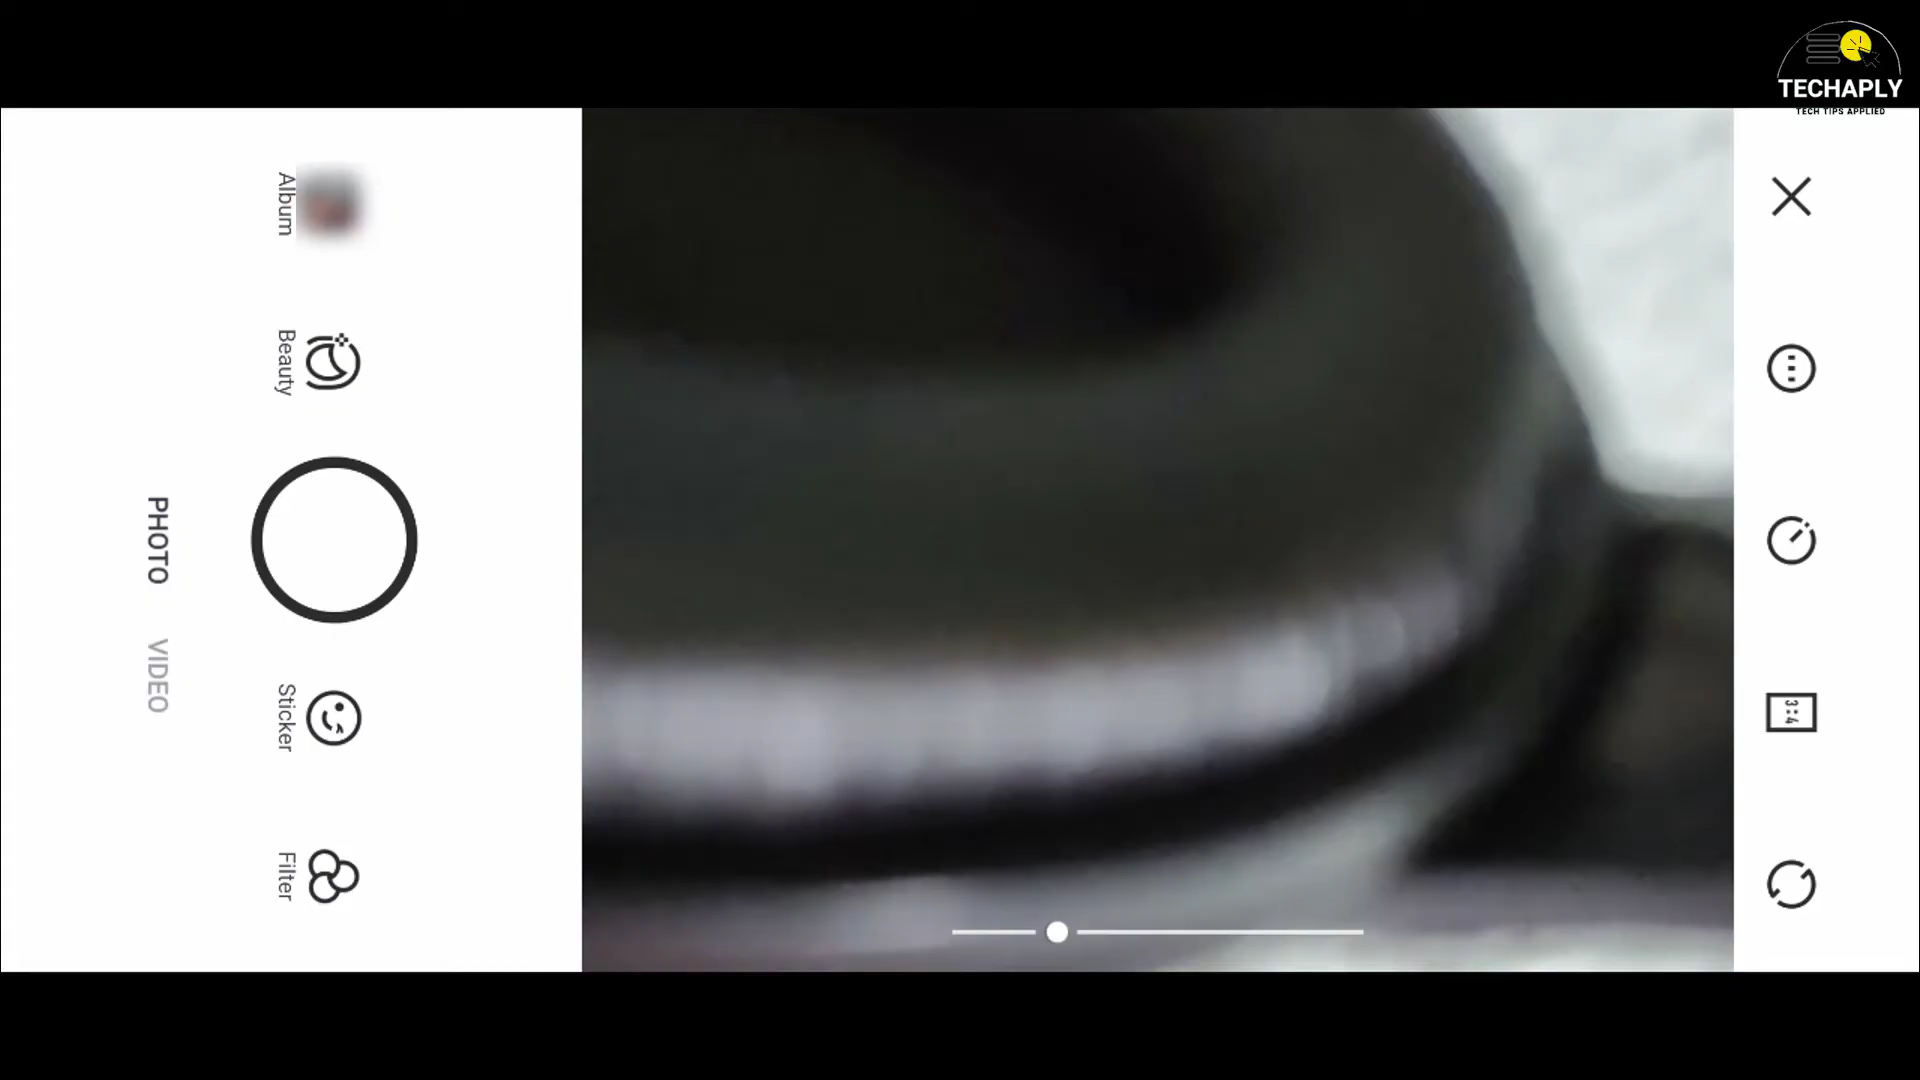 TECHAPLY
TECH TIPS APPLIED
Album
Beauty
PHOTO
VIDEO
Sticker
Filter
3:4